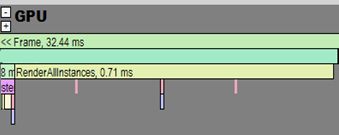 - GPU
+
<< Frame, 32.44 ms
8 m RenderAllInstances, 0.71 ms
ste